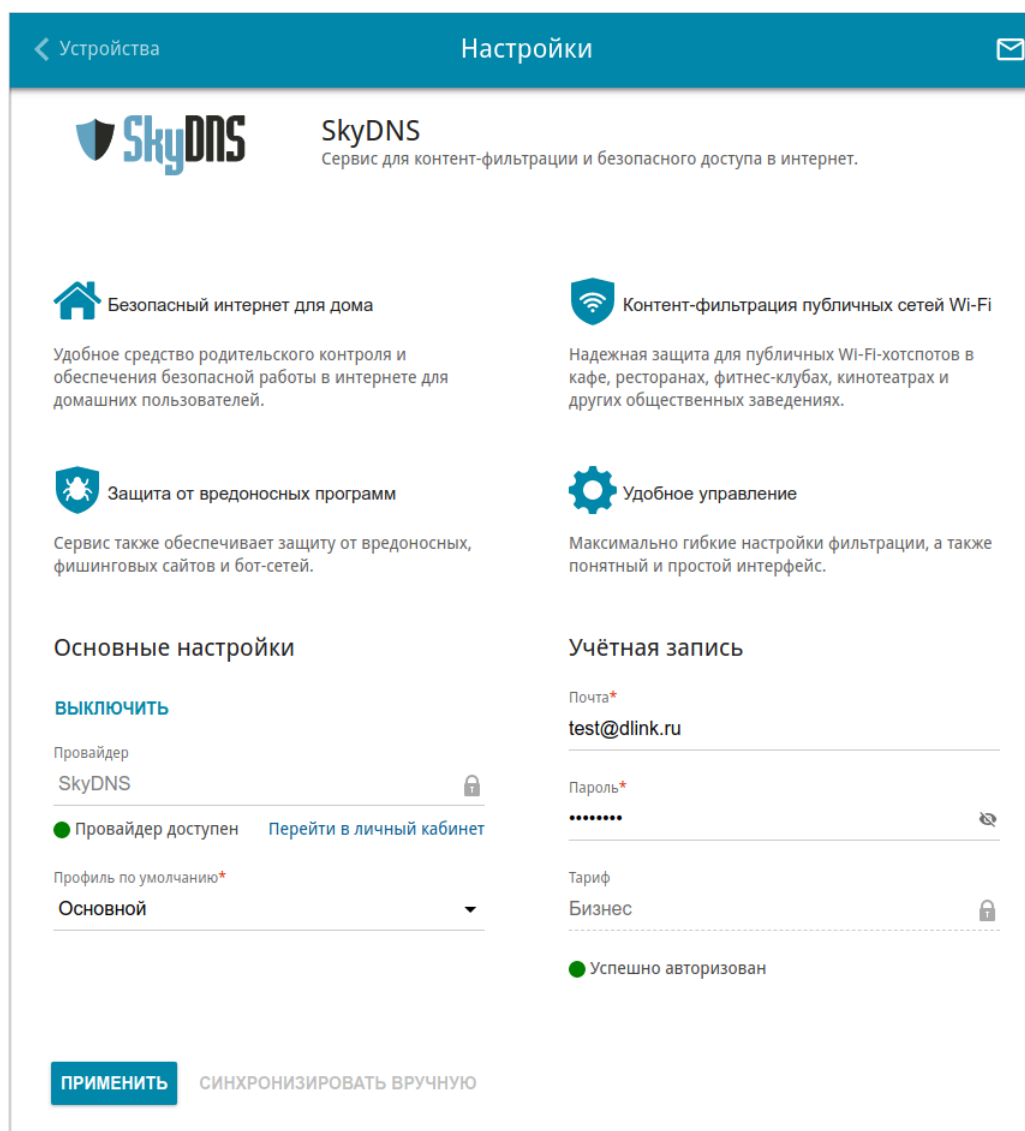 Устройства
Настройки
SkyDNS
SkyDNS
Сервис для контент-фильтрации и безопасного доступа в интернет.
Безопасный интернет для дома
Удобное средство родительского контроля и
обеспечения безопасной работы в интернете для
домашних пользователей.
Контент-фильтрация публичных сетей Wi-Fi
Надежная защита для публичных Wi-Fi-хотспотов в
кафе, ресторанах, фитнес-клубах, кинотеатрах и
других общественных заведениях.
Защита от вредоносных программ
Сервис также обеспечивает защиту от вредоносных,
фишинговых сайтов и бот-сетей.
Удобное управление
Максимально гибкие настройки фильтрации, а также
понятный и простой интерфейс.
Основные настройки
ВЫКЛЮЧИТЬ
Провайдер
SkyDNS
Провайдер доступен Перейти в личный кабинет
Профиль по умолчанию*
Основной
Учётная запись
Почта*
test@dlink.ru
Пароль*
••••••••
Тариф
Бизнес
Успешно авторизован
ПРИМЕНИТЬ СИНХРОНИЗИРОВАТЬ ВРУЧНУЮ